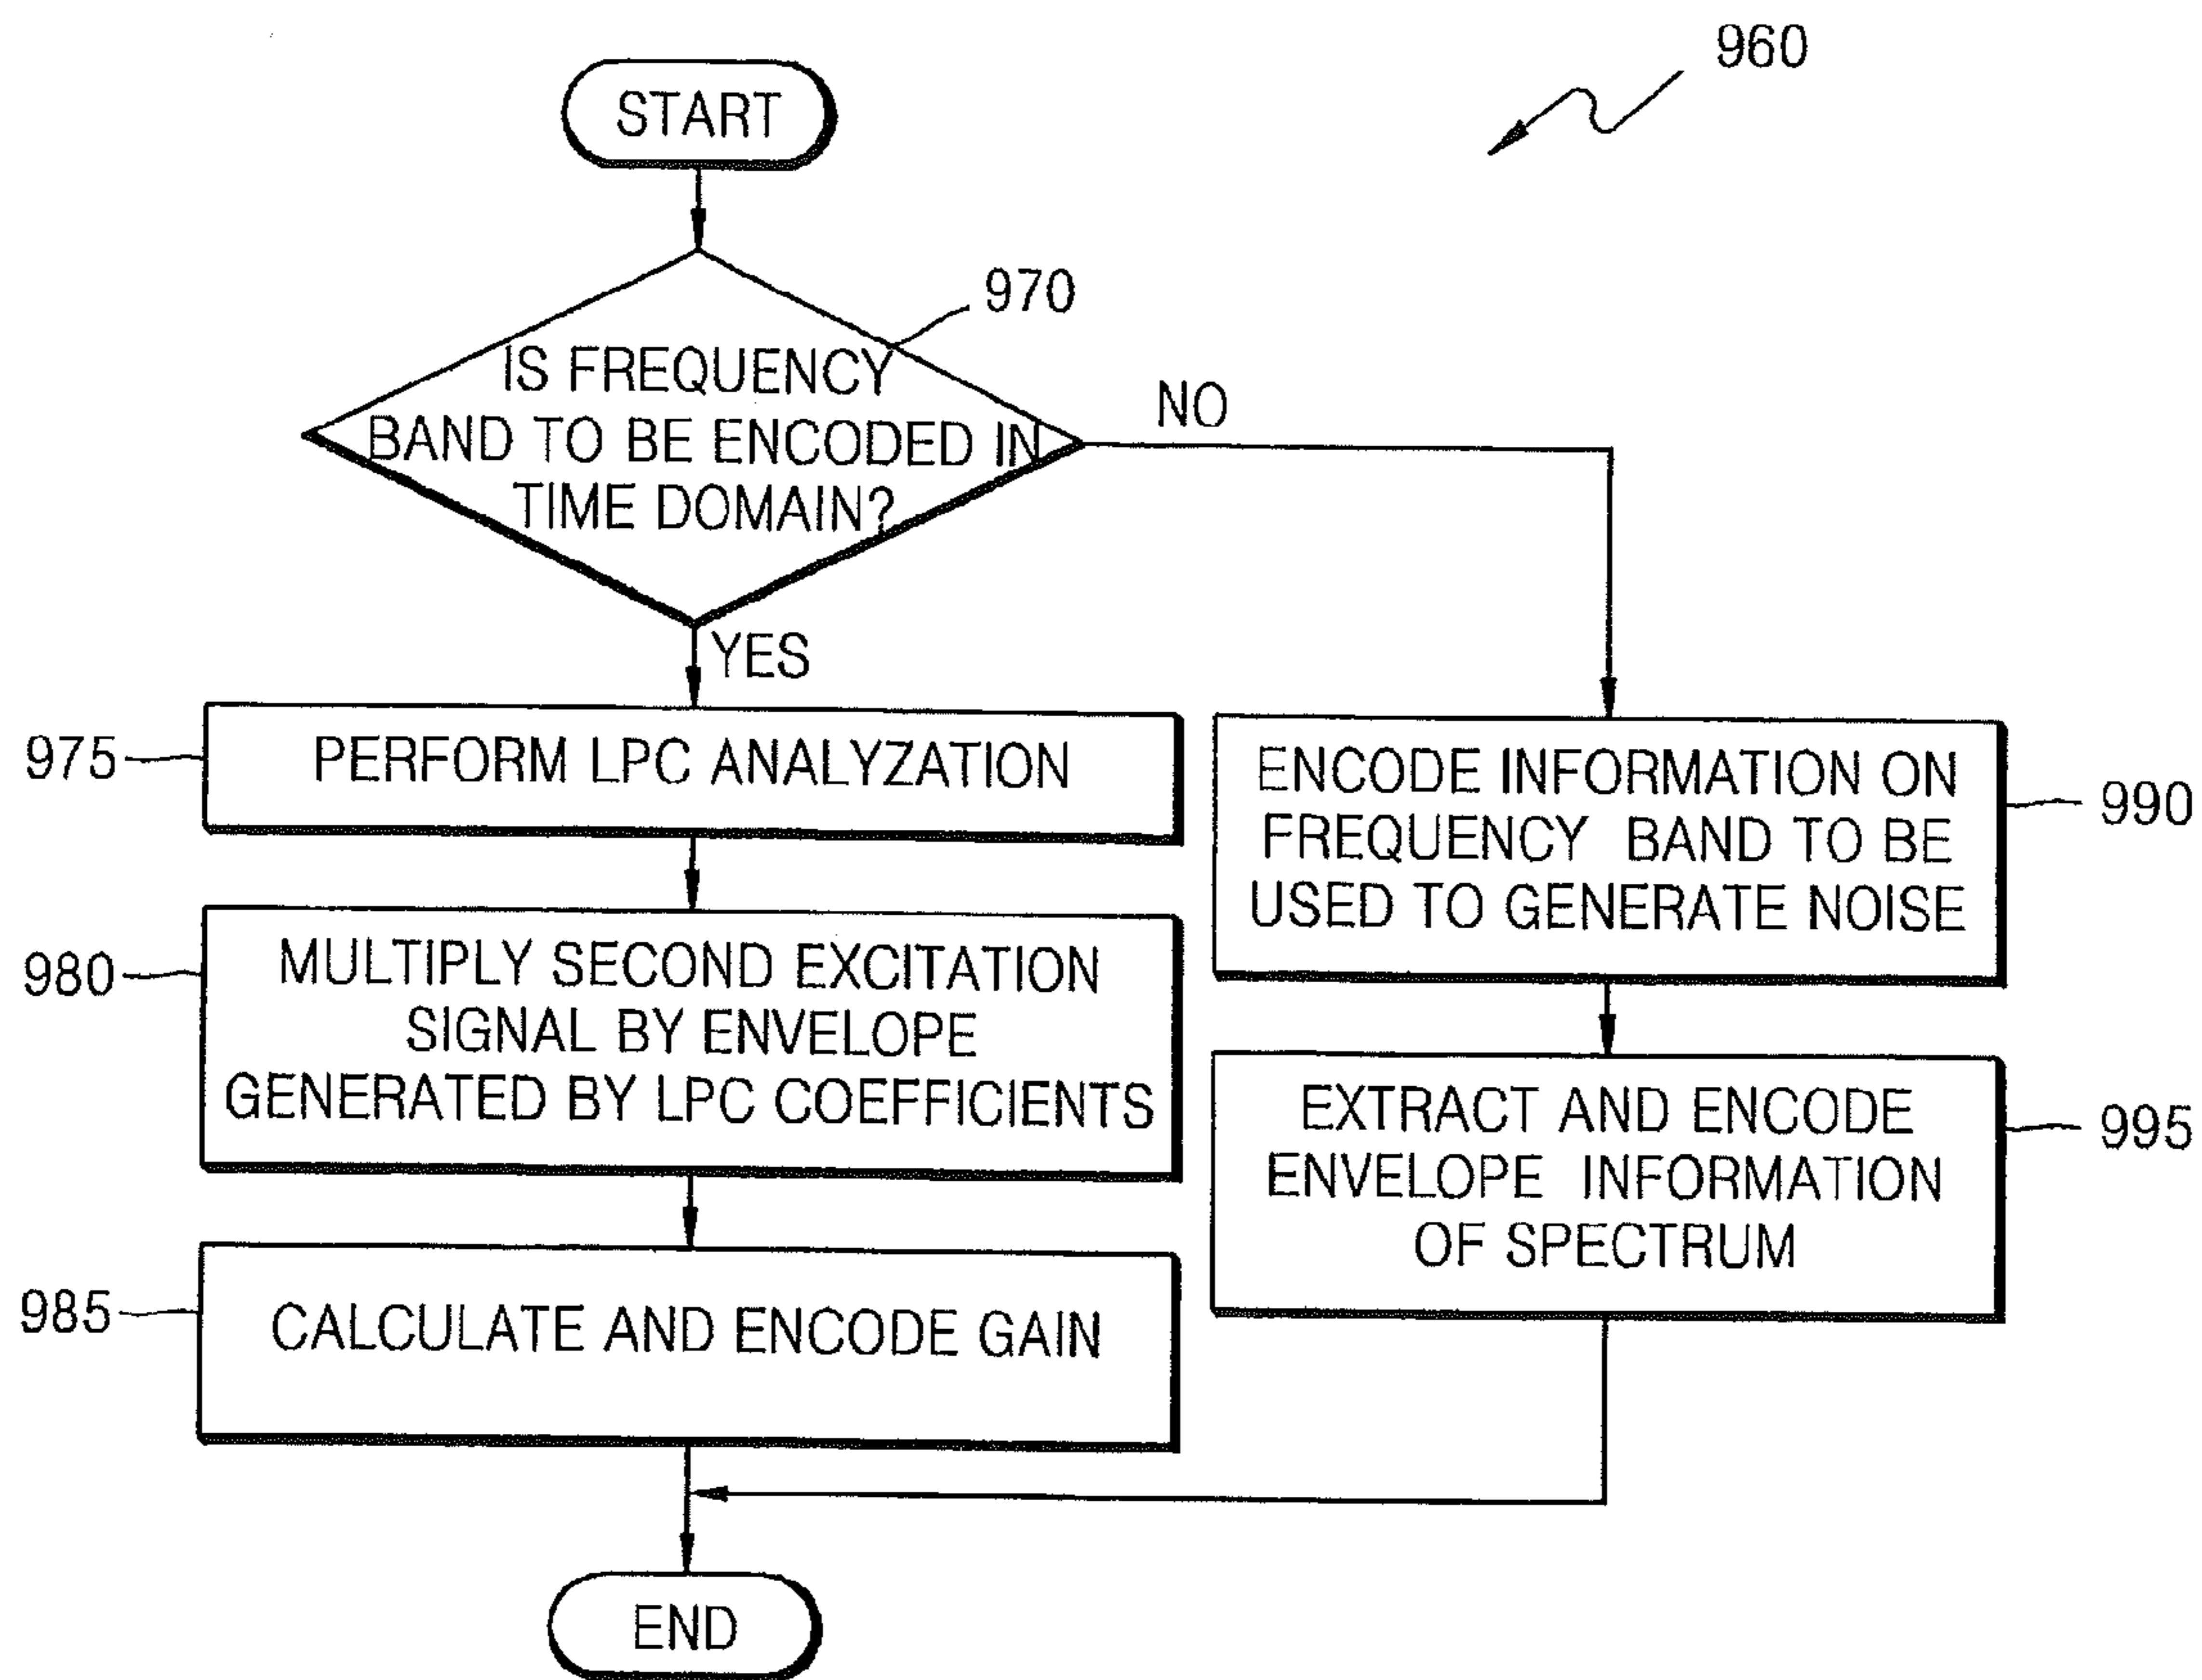 960
START
970
IS FREQUENCY
BAND TO BE ENCODED IN
TIME DOMAIN?
NO
YES
975
PERFORM LPC ANALYZATION
980
MULTIPLY SECOND EXCITATION
SIGNAL BY ENVELOPE
GENERATED BY LPC COEFFICIENTS
985
CALCULATE AND ENCODE GAIN
ENCODE INFORMATION ON
FREQUENCY BAND TO BE
USED TO GENERATE NOISE
990
EXTRACT AND ENCODE
ENVELOPE INFORMATION
OF SPECTRUM
995
END